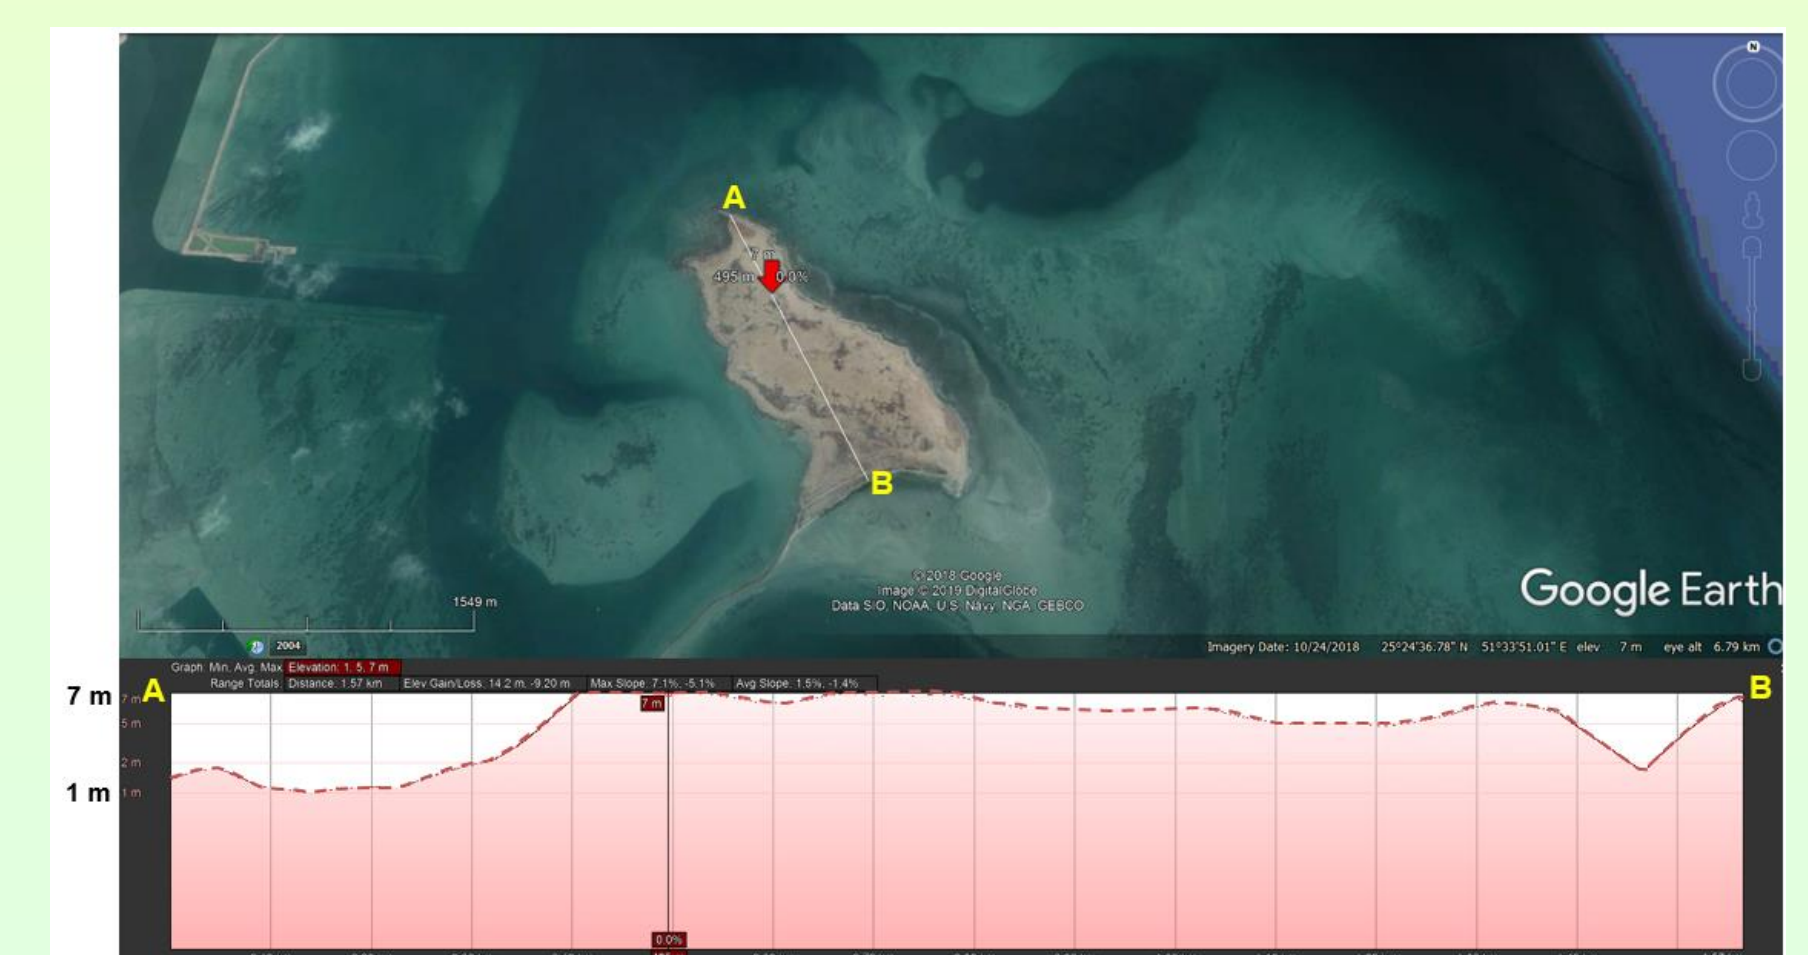 N
A
7 m
495 m 0.0%
B
© 2018 Google
Image © 2019 DigitalGlobe
Data SIO, NOAA, U.S. Navy, NGA, GEBCO
Google Earth
1549 m
2004
Imagery Date: 10/24/2018 25°24'36.78" N 51°33'51.01" E elev 7 m eye alt 6.79 km
Graph: Min, Avg, Max Elevation: 1, 5, 7 m
Range Totals: Distance: 1.57 km Elev Gain/Loss: 14.2 m, -9.20 m Max Slope: 7.1%, -5.1% Avg Slope: 1.5%, -1.4%
7 m 7 m A B
7 m
5 m
2 m
1 m 1 m
0.0%